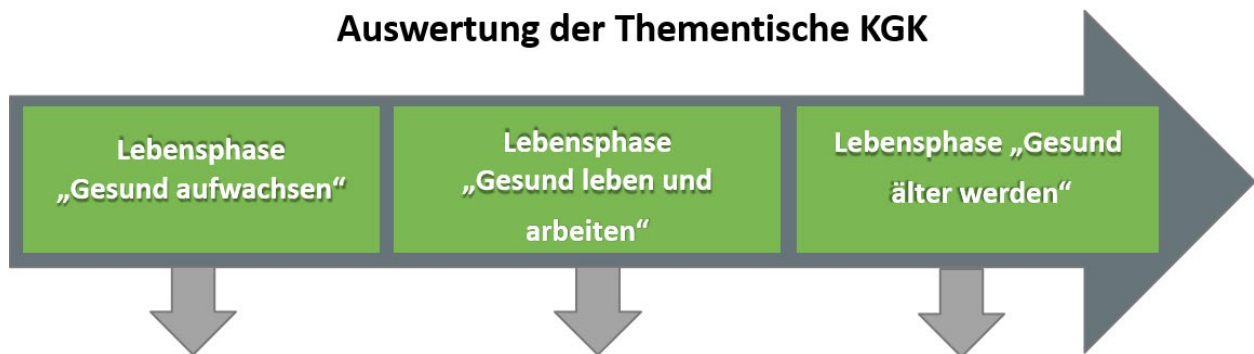 Auswertung der Thementische KGK
Lebensphase
„Gesund aufwachsen“
Lebensphase
„Gesund leben und
arbeiten“
Lebensphase „Gesund
älter werden“